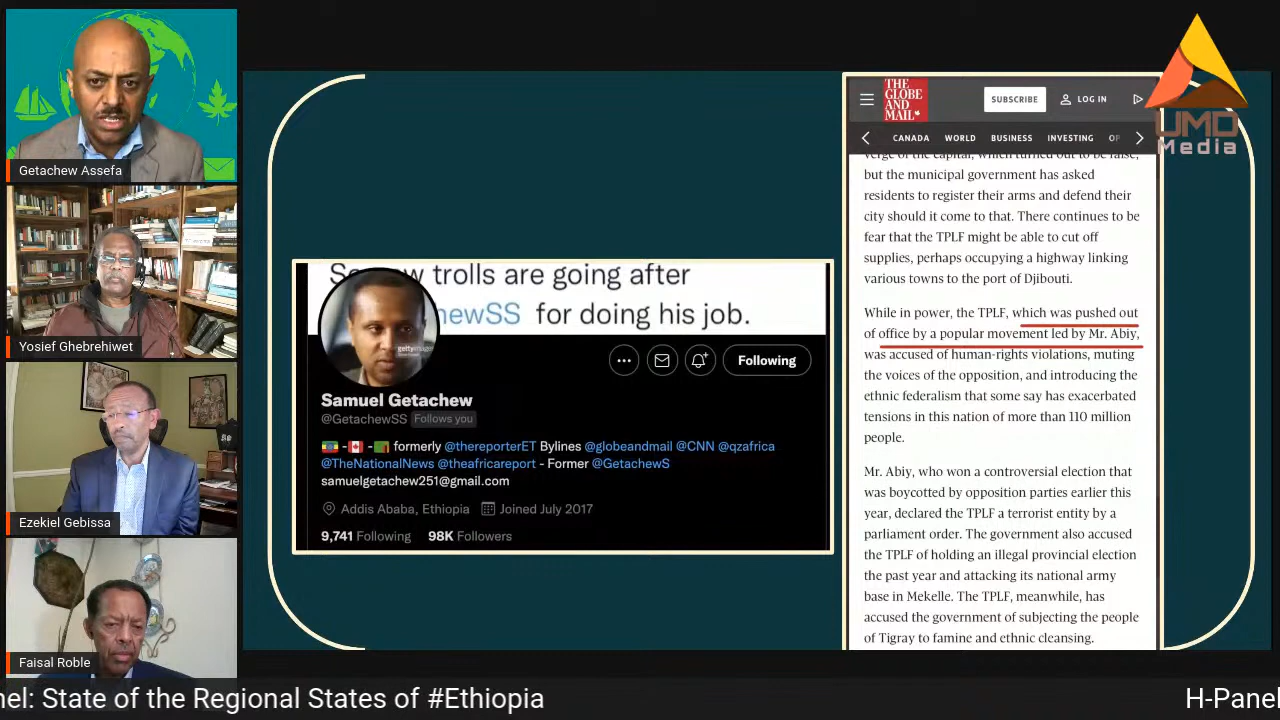 Getachew Assefa
Yosief Ghebrehiwet
Ezekiel Gebissa
Faisal Roble
trolls are going after
for doing his job.
Following
Samuel Getachew
@GetachewSS Follows you
formerly @thereporterET Bylines @globeandmail @CNN @qzafrica
@TheNationalNews @theafricareport - Former @GetachewS
samuelgetachew251@gmail.com
Addis Ababa, Ethiopia Joined July 2017
9,741 Following 98K Followers
THE
GLOBE
AND
MAIL
SUBSCRIBE
LOG IN
CANADA WORLD BUSINESS INVESTING OP
verge of the capital, which turned out to be false,
but the municipal government has asked
residents to register their arms and defend their
city should it come to that. There continues to be
fear that the TPLF might be able to cut off
supplies, perhaps occupying a highway linking
various towns to the port of Djibouti.
While in power, the TPLF, which was pushed out
of office by a popular movement led by Mr. Abiy,
was accused of human-rights violations, muting
the voices of the opposition, and introducing the
ethnic federalism that some say has exacerbated
tensions in this nation of more than 110 million
people.
Mr. Abiy, who won a controversial election that
was boycotted by opposition parties earlier this
year, declared the TPLF a terrorist entity by a
parliament order. The government also accused
the TPLF of holding an illegal provincial election
the past year and attacking its national army
base in Mekelle. The TPLF, meanwhile, has
accused the government of subjecting the people
of Tigray to famine and ethnic cleansing.
UMD
Media
nel: State of the Regional States of #Ethiopia
H-Panel